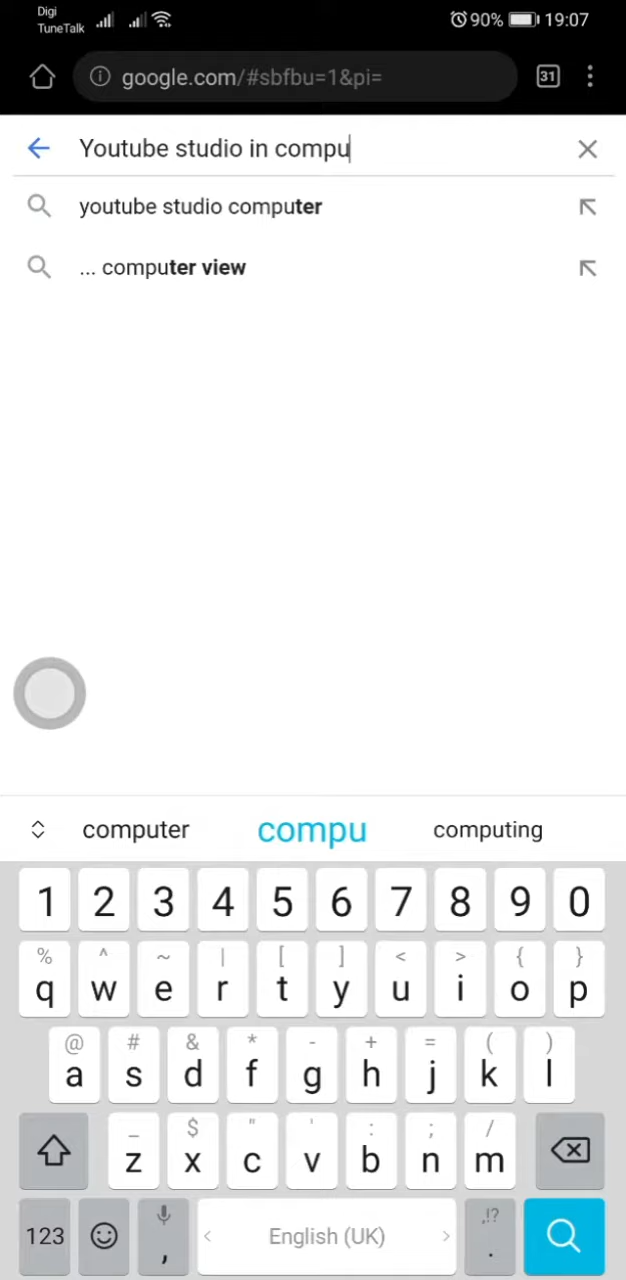 Digi
TuneTalk
90% 19:07
google.com/#sbfbu=1&pi= 31
Youtube studio in compu
youtube studio computer
... computer view
computer compu computing
1 2 3 4 5 6 7 8 9 0
% ^ ~ | [ ] < > { }
q w e r t y u i o p
@ # & * - + = ( )
a s d f g h j k l
_ $ " ' : ; /
z x c v b n m
123 , < English (UK) > ,!? .